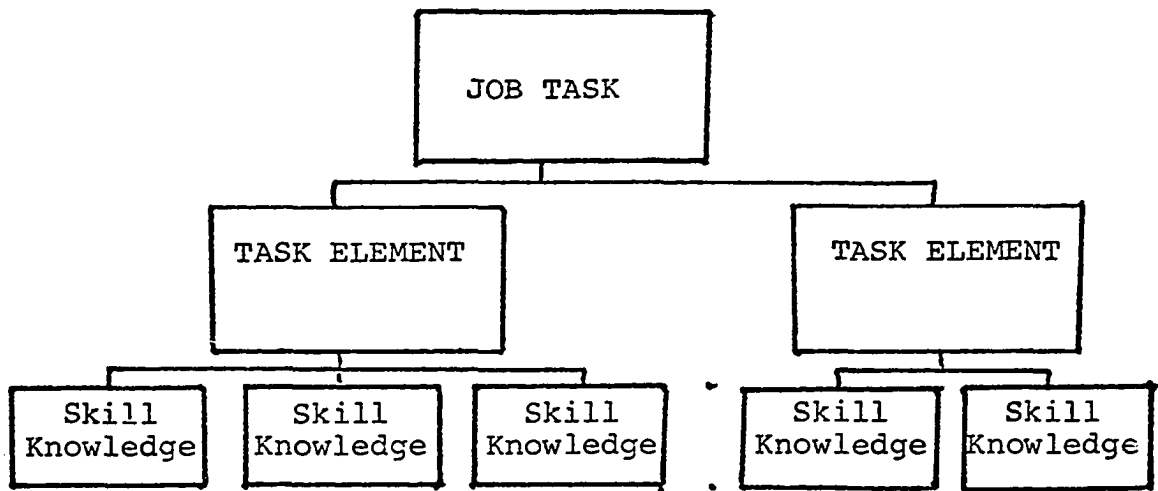 JOB TASK
TASK ELEMENT
TASK ELEMENT
Skill
Knowledge
Skill
Knowledge
Skill
Knowledge
Skill
Knowledge
Skill
Knowledge